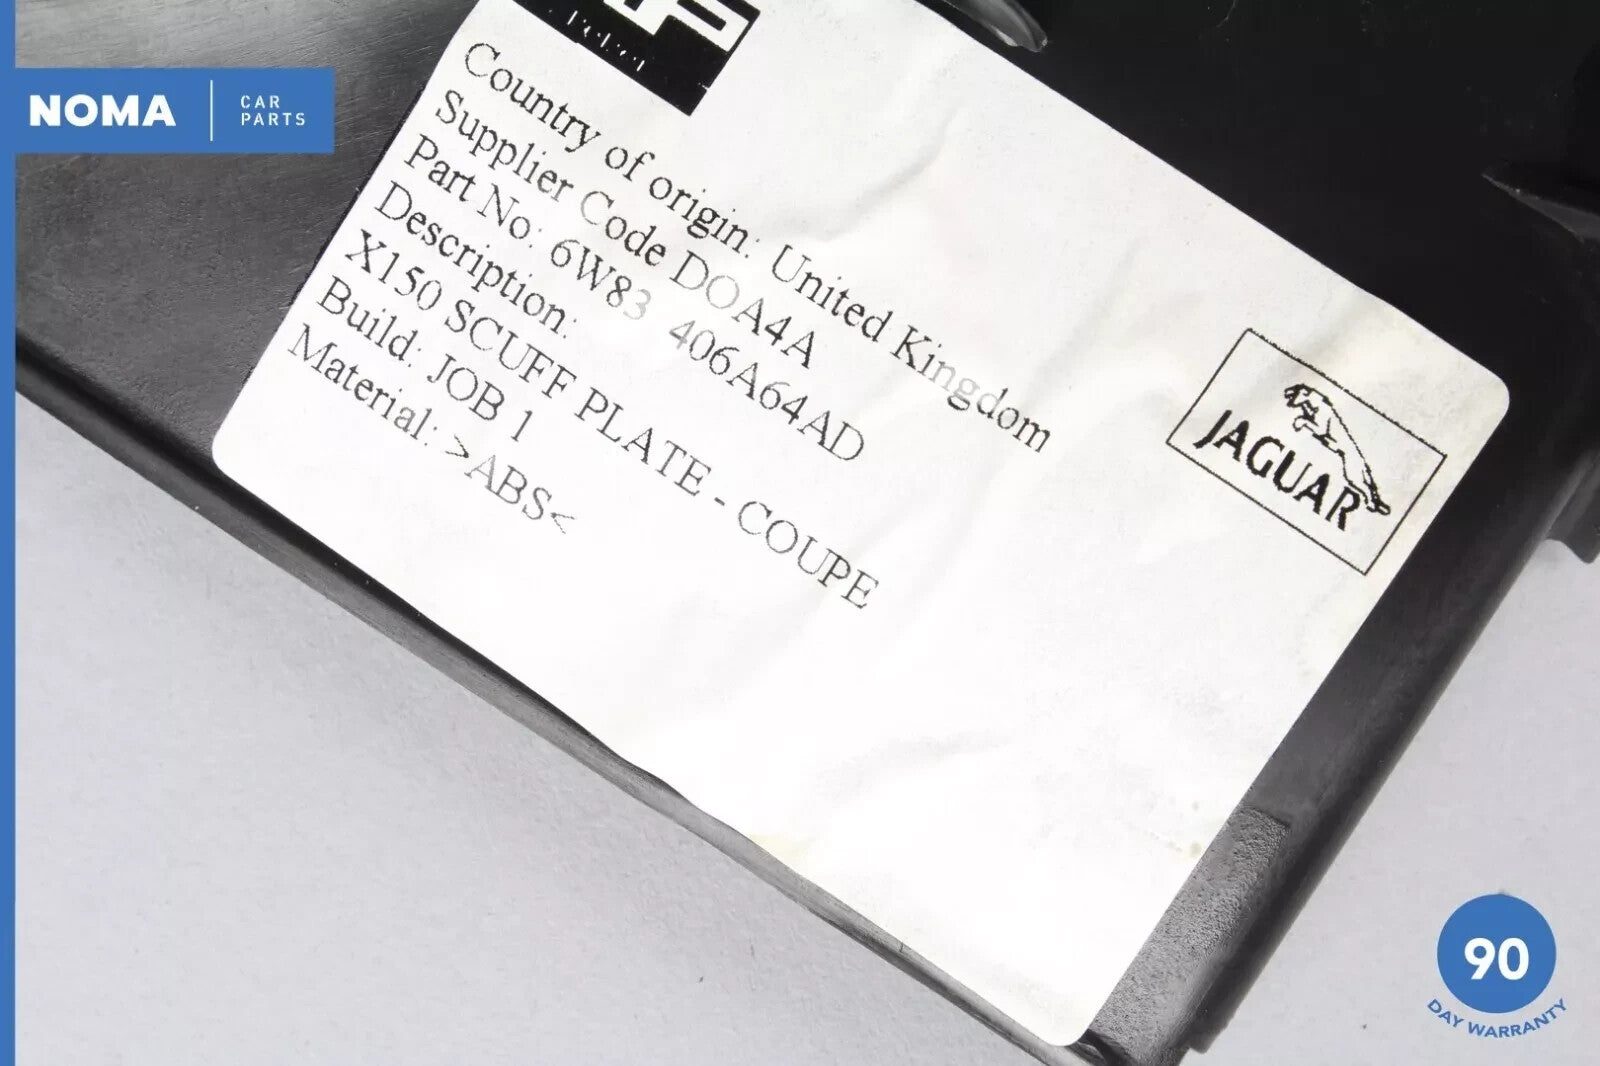 NOMA
CAR
PARTS
Country of origin: United Kingdom
Supplier Code DOA4A
Part No: 6W83 406A64AD
Description:
X150 SCUFF PLATE - COUPE
Build: JOB 1
Material: >ABS<
JAGUAR
90
DAY WARRANTY